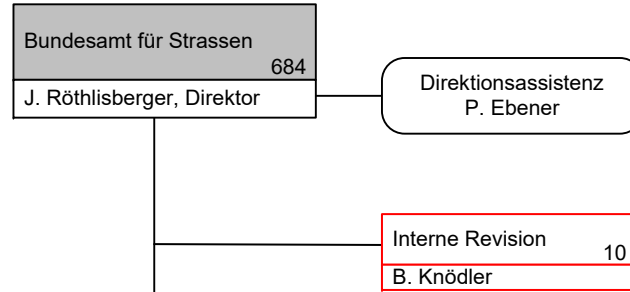 Bundesamt für Strassen
684
J. Röthlisberger, Direktor
Direktionsassistenz
P. Ebener
Interne Revision
10
B. Knödler